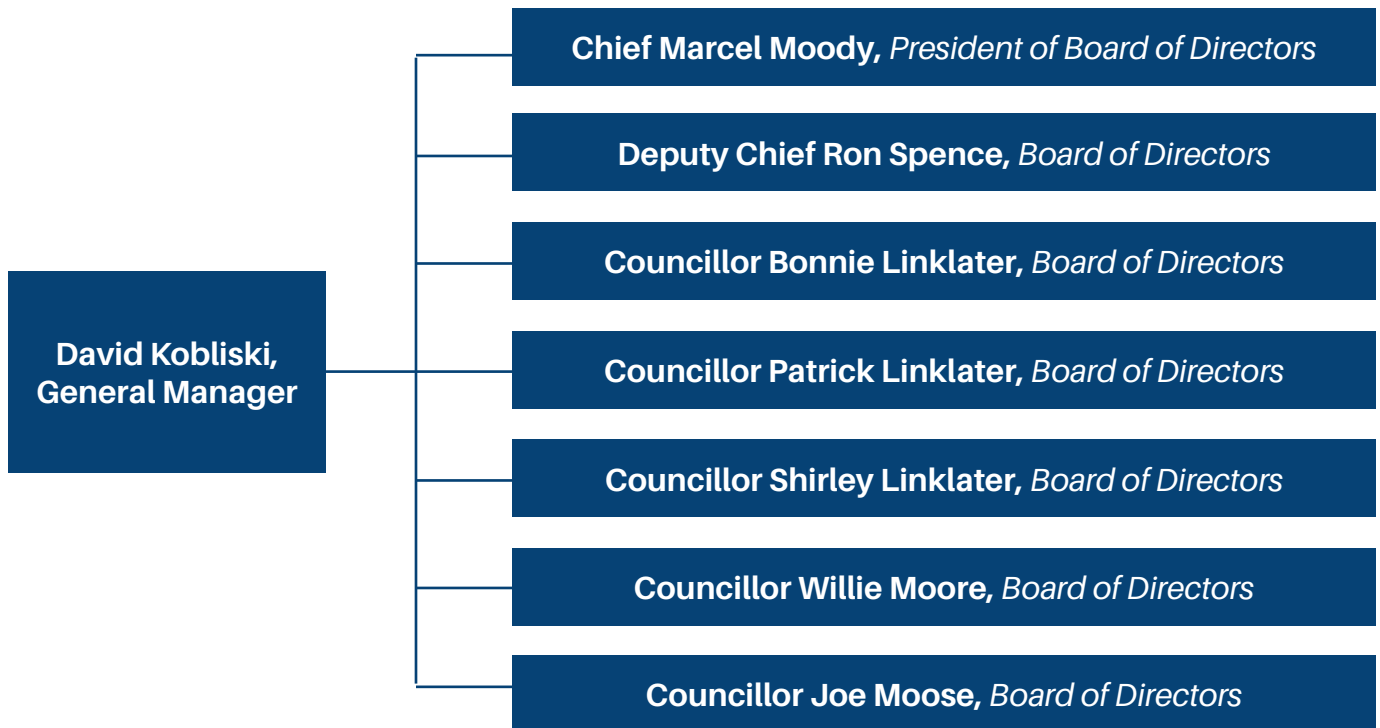 Chief Marcel Moody, President of Board of Directors
Deputy Chief Ron Spence, Board of Directors
Councillor Bonnie Linklater, Board of Directors
David Kobliski,
General Manager
Councillor Patrick Linklater, Board of Directors
Councillor Shirley Linklater, Board of Directors
Councillor Willie Moore, Board of Directors
Councillor Joe Moose, Board of Directors